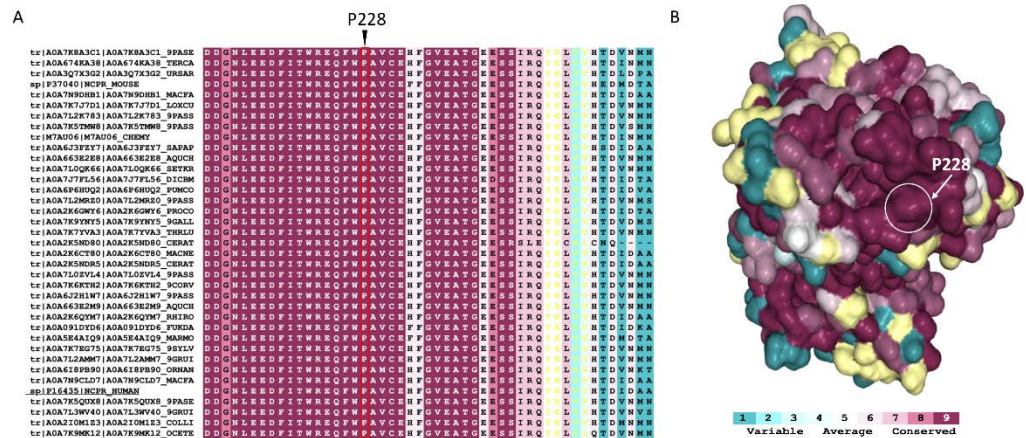 A
P228
tr|A0A7K8A3C1|A0A7K8A3C1_9PASE D D G N L E E D F I T W R E Q F W P A V C E H F G V E A T G E E S S I R Q L H T D V N M N
tr|A0A674KA38|A0A674KA38_TERCA D D G N L E E D F I T W R E Q F W P A V C E H F G V E A T G E E S S I R Q L H T D I D T A
tr|A0A3Q7X3G2|A0A3Q7X3G2_URSAR D D G N L E E D F I T W R E Q F W P A V C E H F G V E A T G E E S S I R Q L H T D L D P A
sp|P37040|NCPR_MOUSE D D G N L E E D F I T W R E Q F W P A V C E F F G V E A T G E E S S I R Q L H E D M D T A
tr|A0A7N9DHB1|A0A7N9DHB1_MACFA D D G N L E E D F I T W R E Q F W P A V C E H F G V E A T G E E S S I R Q L H T D I D A A
tr|A0A7K7J7D1|A0A7K7J7D1_LOXCU D D G N L E E D F I T W R E Q F W P A V C E H F G V E A T G E E S S I R Q L H T D V N M N
tr|A0A7L2K783|A0A7L2K783_9PASS D D G N L E E D F I T W R E Q F W P A V C E H F G V E A T G E E S S I R Q L H T D V N M N
tr|A0A7K5TMW8|A0A7K5TMW8_9PASS D D G N L E E D F I T W R E Q F W P A V C E H F G V E A T G E E S S I R Q L H T D V N M N
tr|M7AU06|M7AU06_CHEMY D D G N L E E D F I T W R E Q F W P A V C E H F G V E A T G E E S S I R Q L H S D I N A A
tr|A0A6J3FZY7|A0A6J3FZY7_SAPAP D D G N L E E D F I T W R E Q F W P A V C E H F G V E A T G E E S S I R Q L H T D I D A A
tr|A0A663E2E8|A0A663E2E8_AQUCH D D G N L E E D F I T W R E Q F W P A V C E H F G V E A T G E E S S I R Q L H T D V N M N
tr|A0A7L0QK66|A0A7L0QK66_SETKR D D G N L E E D F I T W R E Q F W P A V C E H F G V E A T G E E S S I R Q L H T D V N M N
tr|A0A7J7FL56|A0A7J7FL56_DICBM D D G N L E E D F I T W R E Q F W P A V C E H F G V E A T G E E S S I R Q L H T D I D T A
tr|A0A6P6HUQ2|A0A6P6HUQ2_PUMCO D D G N L E E D F I T W R E Q F W P A V C E H F G V E A T G E E S S I R Q L H T D I D V A
tr|A0A7L2MRZ0|A0A7L2MRZ0_9PASS D D G N L E E D F I T W R E Q F W P A V C E H F G V E A T G E E S S I R Q L H T D V N M S
tr|A0A2K6GWY6|A0A2K6GWY6_PROCO D D G N L E E D F I T W R E Q F W P A V C E H F G V E A T G E E S S I R Q L H T D I D T A
tr|A0A7K9YNY5|A0A7K9YNY5_9GALL D D G N L E E D F I T W R E Q F W P A V C E H F G V E A T G E E S S I R Q L H T D V D M S
tr|A0A7K7YVA3|A0A7K7YVA3_THRLU D D G N L E E D F I T W R E Q F W P A V C E H F G V E A T G E E S S I R Q L H T D V N M N
tr|A0A2K5ND80|A0A2K5ND80_CERAT D D G N L E E D F I T W R E Q F W P A V C E H F G V E A T G E E S R S L R C L C N Q - - - -
tr|A0A2K6CT80|A0A2K6CT80_MACNE D D G N L E E D F I T W R E Q F W P A V C E H F G V E A T G E E S S I R Q L H T D I D A A
tr|A0A2K5NDR5|A0A2K5NDR5_CERAT D D G N L E E D F I T W R E Q F W P A V C E H F G V E A T G E E S S I R Q L H T D I D A A
tr|A0A7L0ZVL4|A0A7L0ZVL4_9PASS D D G N L E E D F I T W R E Q F W P A V C E H F G V E A T G E E S S I R Q L H T D V N M N
tr|A0A7K6KTH2|A0A7K6KTH2_9CORV D D G N L E E D F I T W R E Q F W P A V C E H F G V E A T G E E S S I R Q L H T D V N M N
tr|A0A6J2H1W7|A0A6J2H1W7_9PASS D D G N L E E D F I T W R E Q F W P A V C E H F G V E A T G E E S S I R Q L H T D V N M N
tr|A0A663E2M9|A0A663E2M9_AQUCH D D G N L E E D F I T W R E Q F W P A V C E H F G V E A T G E E S S I R Q L H T D V N M N
tr|A0A2K6QYM7|A0A2K6QYM7_RHIRO D D G N L E E D F I T W R E Q F W P A V C E H F G V E A T G E E S S I R Q L H T D I D T A
tr|A0A091DYD6|A0A091DYD6_FUKDA D D G N L E E D F I T W R E Q F W P A V C E H F G V E A T G E E S S I R Q L H T D I D K A
tr|A0A5E4AIQ9|A0A5E4AIQ9_MARMO D D G N L E E D F I T W R E Q F W P A V C E H F G V E A T G E E S S I R Q L H T D M D T A
tr|A0A7K7EG75|A0A7K7EG75_9SYLV D D G N L E E D F I T W R E Q F W P A V C E H F G V E A T G E E S S I R Q L H T D V N M N
tr|A0A7L2AMM7|A0A7L2AMM7_9GRUI D D G N L E E D F I T W R E Q F W P A V C E H F G V E A T G E E S S I R Q L H T D V N M N
tr|A0A6I8PB90|A0A6I8PB90_ORNAN D D G N L E E D F I T W R E Q F W P A M C E H F G V E A T G E E S S I R Q L H T D V N K T
tr|A0A7N9CLD7|A0A7N9CLD7_MACFA D D G N L E E D F I T W R E Q F W P A V C E H F G V E A T G E E S S I R Q L H T D I D A A
sp|P16435|NCPR_HUMAN D D G N L E E D F I T W R E Q F W P A V C E H F G V E A T G E E S S I R Q L H T D I D A A
tr|A0A7K5QUX8|A0A7K5QUX8_9PASE D D G N L E E D F I T W R E Q F W P A V C E H F G V E A T G E E S S I R Q L H T D V N M N
tr|A0A7L3WV40|A0A7L3WV40_9GRUI D D G N L E E D F I T W R E Q F W P A V C E H F G V E A T G E E S S I R Q L H T D V N V S
tr|A0A2I0M1Z3|A0A2I0M1Z3_COLLI D D G N L E E D F I T W R E Q F W P A V C E H F G V E A T G E E S S I R Q L H T D M N T A
tr|A0A7K9MK12|A0A7K9MK12_OCETE D D G N L E E D F I T W R E Q F W P A V C E H F G V E A T G E E S S I R Q L H T D V N M N
B
P228
1 2 3 4 5 6 7 8 9
Variable Average Conserved